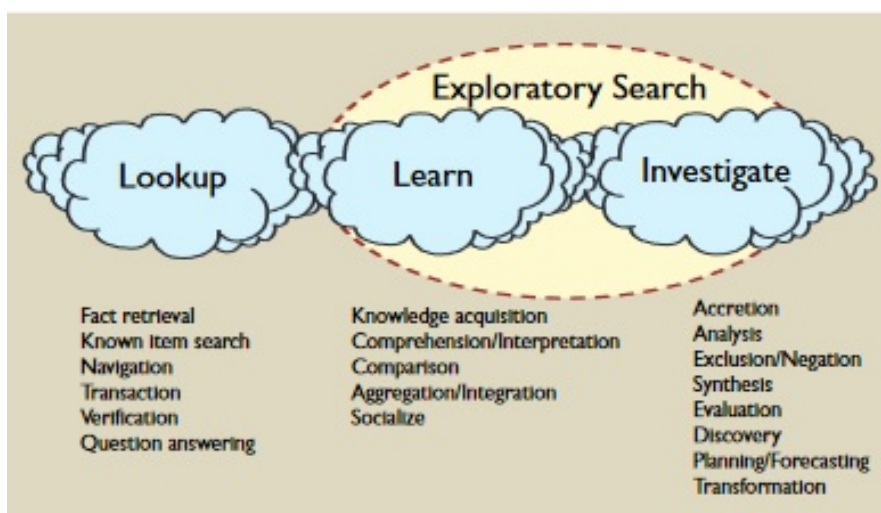 Exploratory Search
Lookup
Learn
Investigate
Fact retrieval
Known item search
Navigation
Transaction
Verification
Question answering
Knowledge acquisition
Comprehension/Interpretation
Comparison
Aggregation/Integration
Socialize
Accretion
Analysis
Exclusion/Negation
Synthesis
Evaluation
Discovery
Planning/Forecasting
Transformation